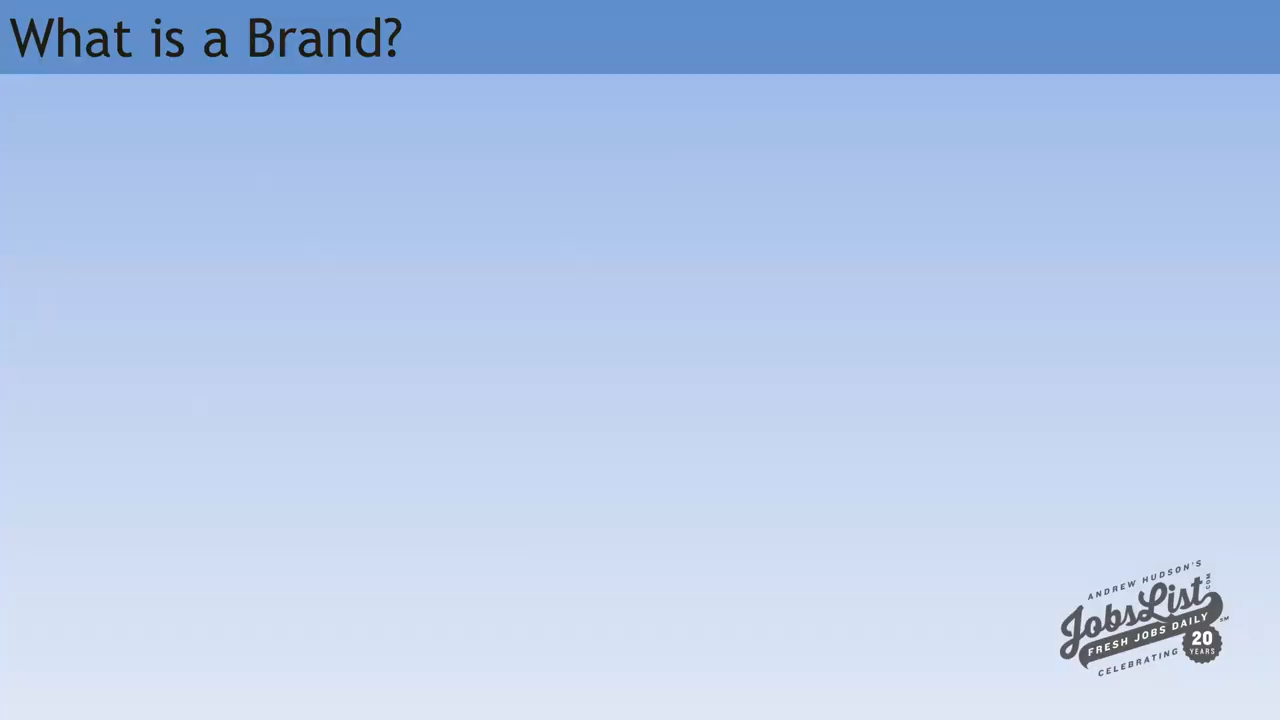 What is a Brand?
ANDREW HUDSON'S
JobsList.COM
FRESH JOBS DAILY
SM
CELEBRATING
20
YEARS